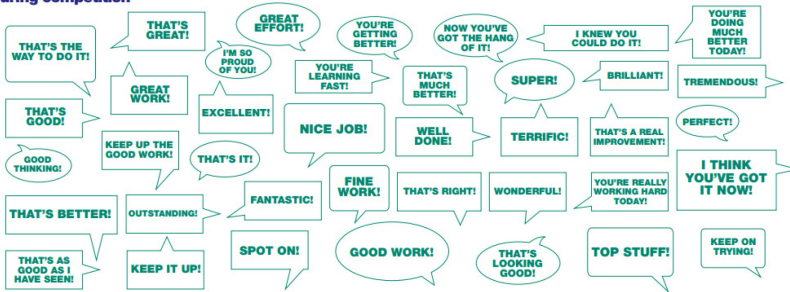 uring competition
THAT'S THE
WAY TO DO IT!
THAT'S
GREAT!
I'M SO
PROUD
OF YOU!
GREAT
EFFORT!
YOU'RE
GETTING
BETTER!
NOW YOU'VE
GOT THE HANG
OF IT!
I KNEW YOU
COULD DO IT!
YOU'RE
DOING
MUCH
BETTER
TODAY!
GREAT
WORK!
YOU'RE
LEARNING
FAST!
THAT'S
MUCH
BETTER!
SUPER!
BRILLIANT!
TREMENDOUS!
THAT'S
GOOD!
EXCELLENT!
NICE JOB!
WELL
DONE!
TERRIFIC!
THAT'S A REAL
IMPROVEMENT!
PERFECT!
GOOD
THINKING!
KEEP UP THE
GOOD WORK!
THAT'S IT!
I THINK
YOU'VE GOT
IT NOW!
THAT'S BETTER!
OUTSTANDING!
FANTASTIC!
FINE
WORK!
THAT'S RIGHT!
WONDERFUL!
YOU'RE REALLY
WORKING HARD
TODAY!
THAT'S AS
GOOD AS I
HAVE SEEN!
KEEP IT UP!
SPOT ON!
GOOD WORK!
THAT'S
LOOKING
GOOD!
TOP STUFF!
KEEP ON
TRYING!